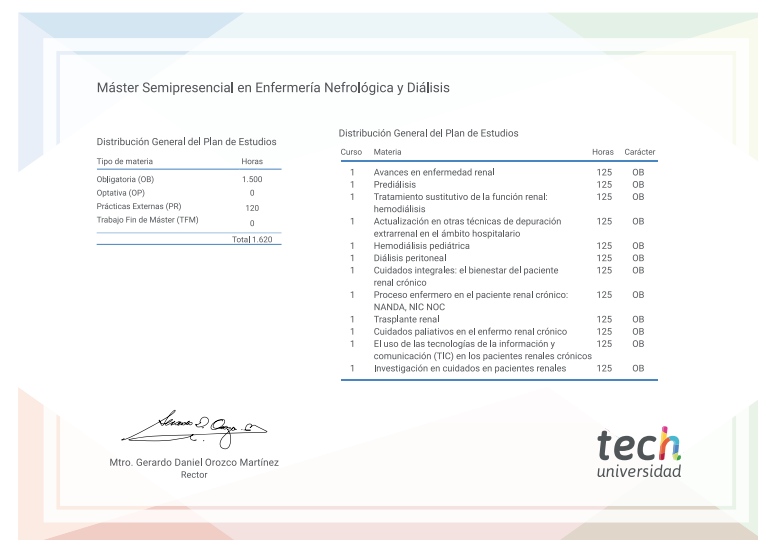 Máster Semipresencial en Enfermería Nefrológica y Diálisis
Distribución General del Plan de Estudios
Tipo de materia Horas
Obligatoria (OB) 1.500
Optativa (OP) 0
Prácticas Externas (PR) 120
Trabajo Fin de Máster (TFM) 0
Total 1.620
Distribución General del Plan de Estudios
Curso Materia Horas Carácter
1 Avances en enfermedad renal 125 OB
1 Prediálisis 125 OB
1 Tratamiento sustitutivo de la función renal: 125 OB
hemodiálisis
1 Actualización en otras técnicas de depuración 125 OB
extrarrenal en el ámbito hospitalario
1 Hemodiálisis pediátrica 125 OB
1 Diálisis peritoneal 125 OB
1 Cuidados integrales: el bienestar del paciente 125 OB
renal crónico
1 Proceso enfermero en el paciente renal crónico: 125 OB
NANDA, NIC NOC
1 Trasplante renal 125 OB
1 Cuidados paliativos en el enfermo renal crónico 125 OB
1 El uso de las tecnologías de la información y 125 OB
comunicación (TIC) en los pacientes renales crónicos
1 Investigación en cuidados en pacientes renales 125 OB
Mtro. Gerardo Daniel Orozco Martínez
Rector
tech
universidad